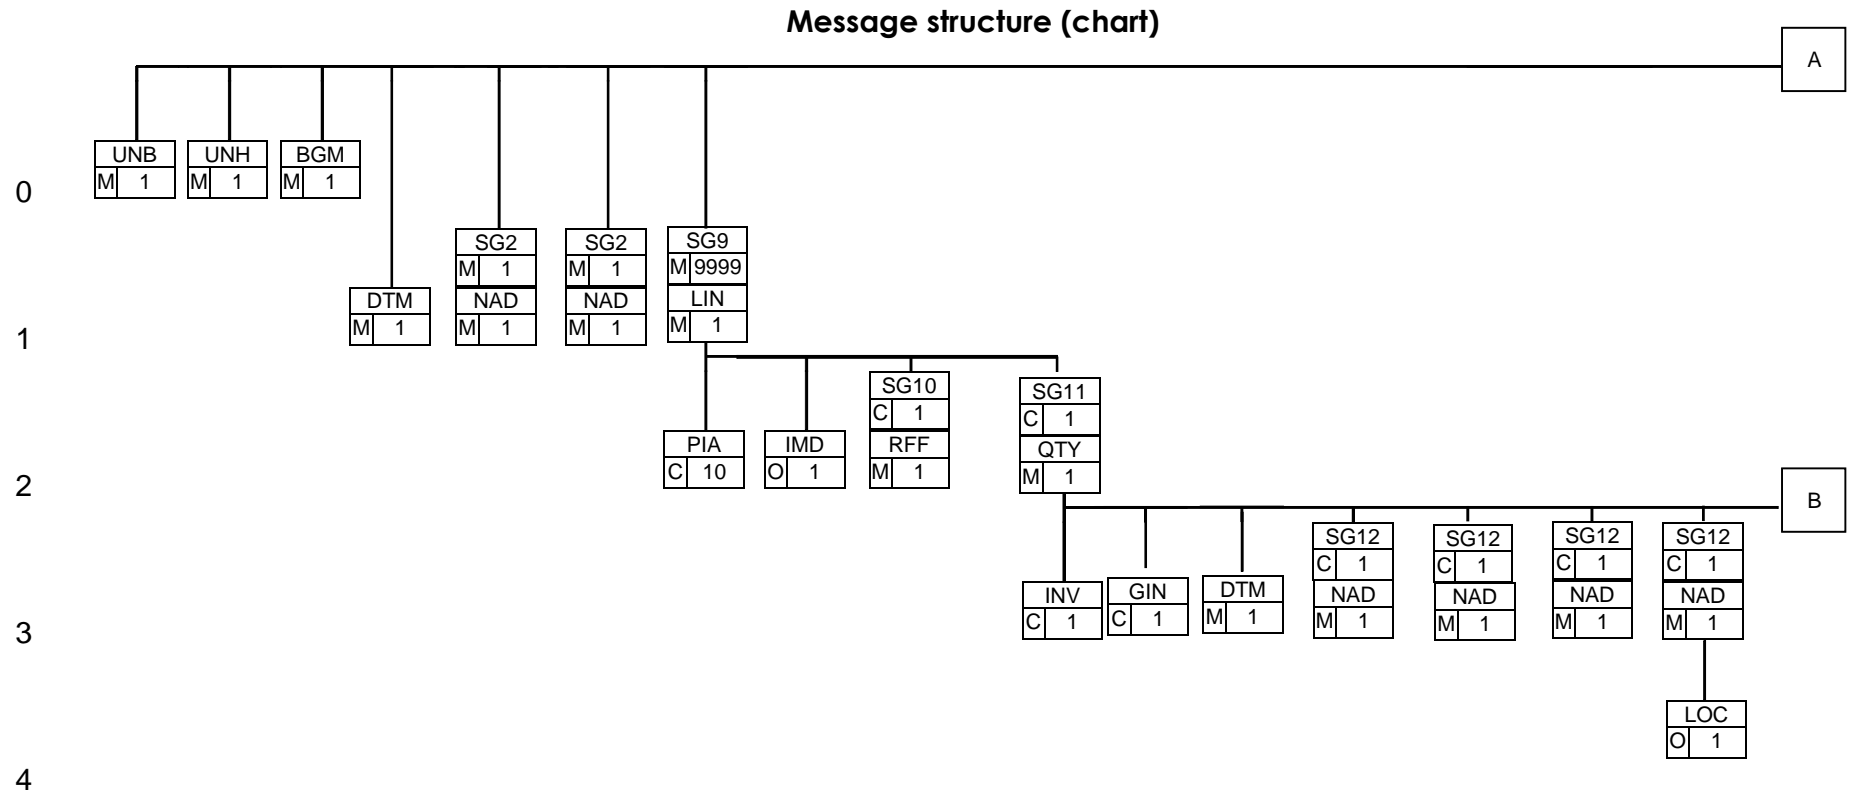 Message structure (chart)
A
UNB UNH BGM
M 1 M 1 M 1
0
SG2 SG2 SG9
M 1 M 1 M 9999
DTM NAD NAD LIN
M 1 M 1 M 1 M 1
1
SG10 SG11
C 1 C 1
PIA IMD RFF QTY
C 10 O 1 M 1 M 1
2
B
SG12 SG12 SG12 SG12
C 1 C 1 C 1 C 1
INV GIN DTM NAD NAD NAD NAD
C 1 C 1 M 1 M 1 M 1 M 1 M 1
3
LOC
O 1
4